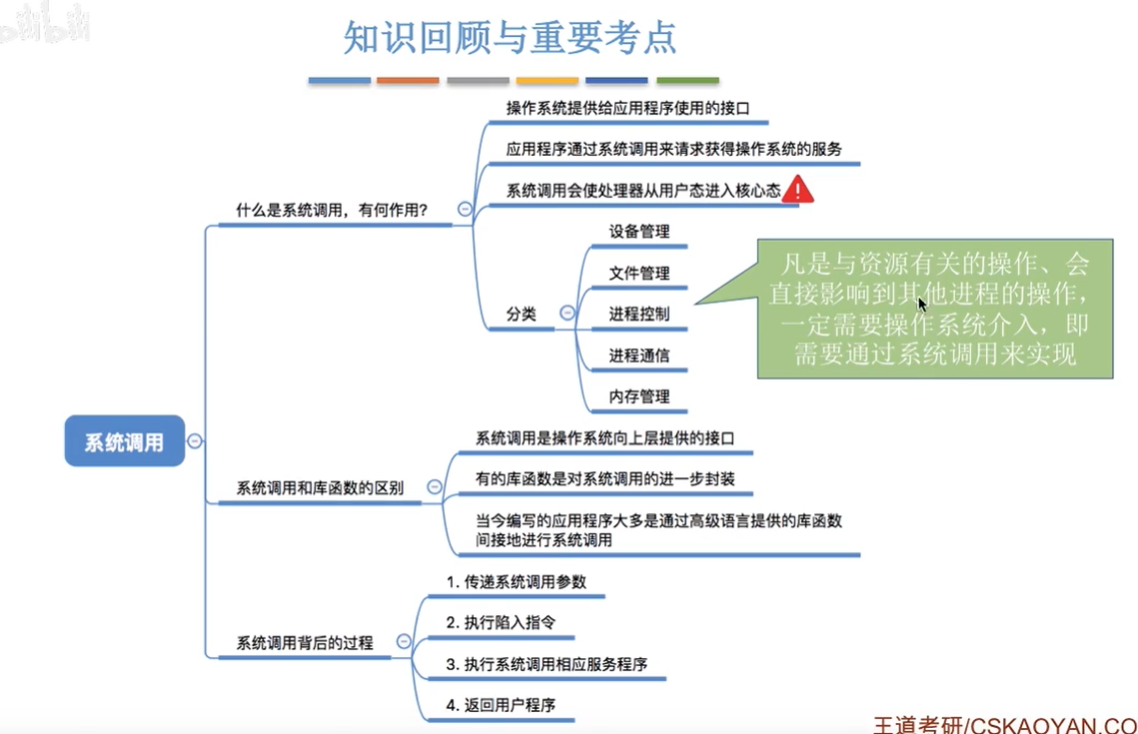 知识回顾与重要考点
操作系统提供给应用程序使用的接口
应用程序通过系统调用来请求获得操作系统的服务
系统调用会使处理器从用户态进入核心态
什么是系统调用，有何作用？
设备管理
文件管理
分类
进程控制
进程通信
内存管理
凡是与资源有关的操作、会
直接影响到其他进程的操作，
一定需要操作系统介入，即
需要通过系统调用来实现
系统调用
系统调用是操作系统向上层提供的接口
系统调用和库函数的区别
有的库函数是对系统调用的进一步封装
当今编写的应用程序大多是通过高级语言提供的库函数
间接地进行系统调用
1. 传递系统调用参数
2. 执行陷入指令
系统调用背后的过程
3. 执行系统调用相应服务程序
4. 返回用户程序
王道考研/CSKAOYAN.CO